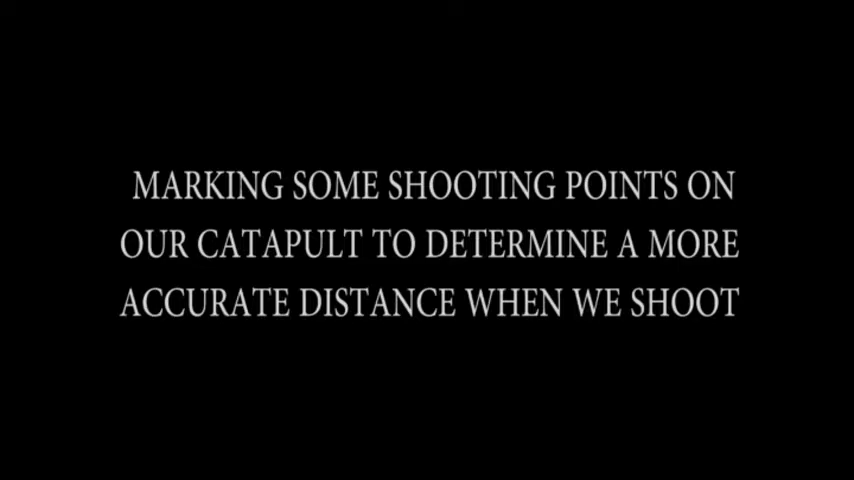 MARKING SOME SHOOTING POINTS ON
OUR CATAPULT TO DETERMINE A MORE
ACCURATE DISTANCE WHEN WE SHOOT